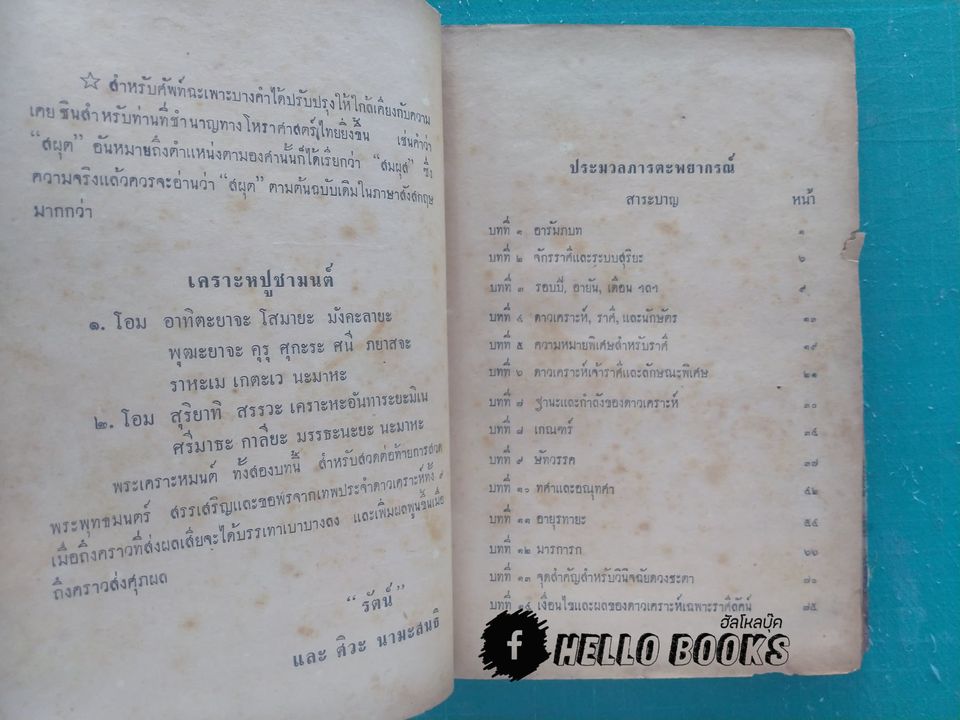 ☆ สำหรับศัพท์ฉะเพาะบางคำได้ปรับปรุงให้ใกล้เคียงกับความ
เคยชินสำหรับท่านที่ชำนาญทางโหราศาสตร์ไทยยิ่งขึ้น เช่นคำว่า
“สผุต” อันหมายถึงตำแหน่งตามองศานั้นก็ได้เรียกว่า “สมผุส” ซึ่ง
ความจริงแล้วควรจะอ่านว่า “สผุต” ตามต้นฉบับเดิมในภาษาสังสกฤษ
มากกว่า
เคราะหปูชามนต์
๑. โอม อาทิตะยาจะ โสมายะ มังคะลายะ
พุฒะยาจะ คุรุ ศุกะระ ศนี ภยาสจะ
ราหะเม เกตะเว นะมาหะ
๒. โอม สุริยาทิ สรรวะ เคราะหะอันทาระยะมิเน
ศรีมาธะ กาลียะ มรรธะนะยะ นะมาหะ
พระเคราะหมนต์ ทั้งสองบทนี้ สำหรับสวดต่อท้ายการสวด
พระพุทธมนตร์ สรรเสริญและขอพรจากเทพประจำดาวเคราะห์ทั้ง ๙
เมื่อถึงคราวที่ส่งผลเสียจะได้บรรเทาเบาบางลง และเพิ่มผลพูนขึ้นเมื่อ
ถึงคราวส่งศุภผล
“รัตน์”
และ ศิวะ นามะสนธิ
ประมวลภารตะพยากรณ์
สาระบาญ หน้า
บทที่ ๑ อารัมภบท ๑
บทที่ ๒ จักรราศีและระบบสุริยะ ๖
บทที่ ๓ รอบปี, อายัน, เดือน ฯลฯ ๙
บทที่ ๔ ดาวเคราะห์, ราศี, และนักษัตร ๑๓
บทที่ ๕ ความหมายพิเศษสำหรับราศี ๑๙
บทที่ ๖ ดาวเคราะห์เจ้าราศีและลักษณะพิเศษ ๒๑
บทที่ ๗ ฐานะและกำลังของดาวเคราะห์ ๓๐
บทที่ ๘ เกณฑ์ ๓๕
บทที่ ๙ ษัทวรรค ๓๗
บทที่ ๑๐ ทศาและอณุทศา ๕๒
บทที่ ๑๑ อายุรทายะ ๕๔
บทที่ ๑๒ มารการก ๖๖
บทที่ ๑๓ จุดสำคัญสำหรับวินิจฉัยดวงชะตา ๗๐
บทที่ ๑๔ เงื่อนไขและผลของดาวเคราะห์เฉพาะราศีลัคน์ ๗๕
ฮัลโหลบุ๊ค
f HELLO BOOKS